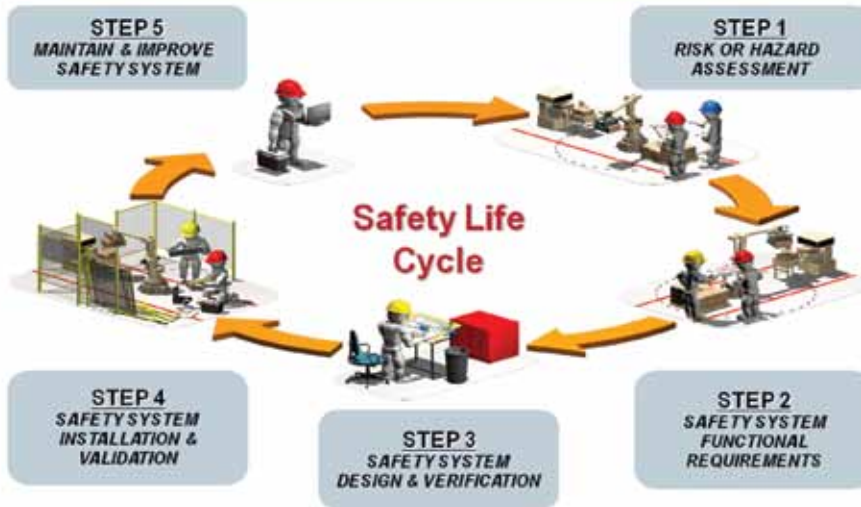 STEP 5
MAINTAIN & IMPROVE
SAFETY SYSTEM
STEP 1
RISK OR HAZARD
ASSESSMENT
Safety Life
Cycle
STEP 4
SAFETY SYSTEM
INSTALLATION &
VALIDATION
STEP 3
SAFETY SYSTEM
DESIGN & VERIFICATION
STEP 2
SAFETY SYSTEM
FUNCTIONAL
REQUIREMENTS